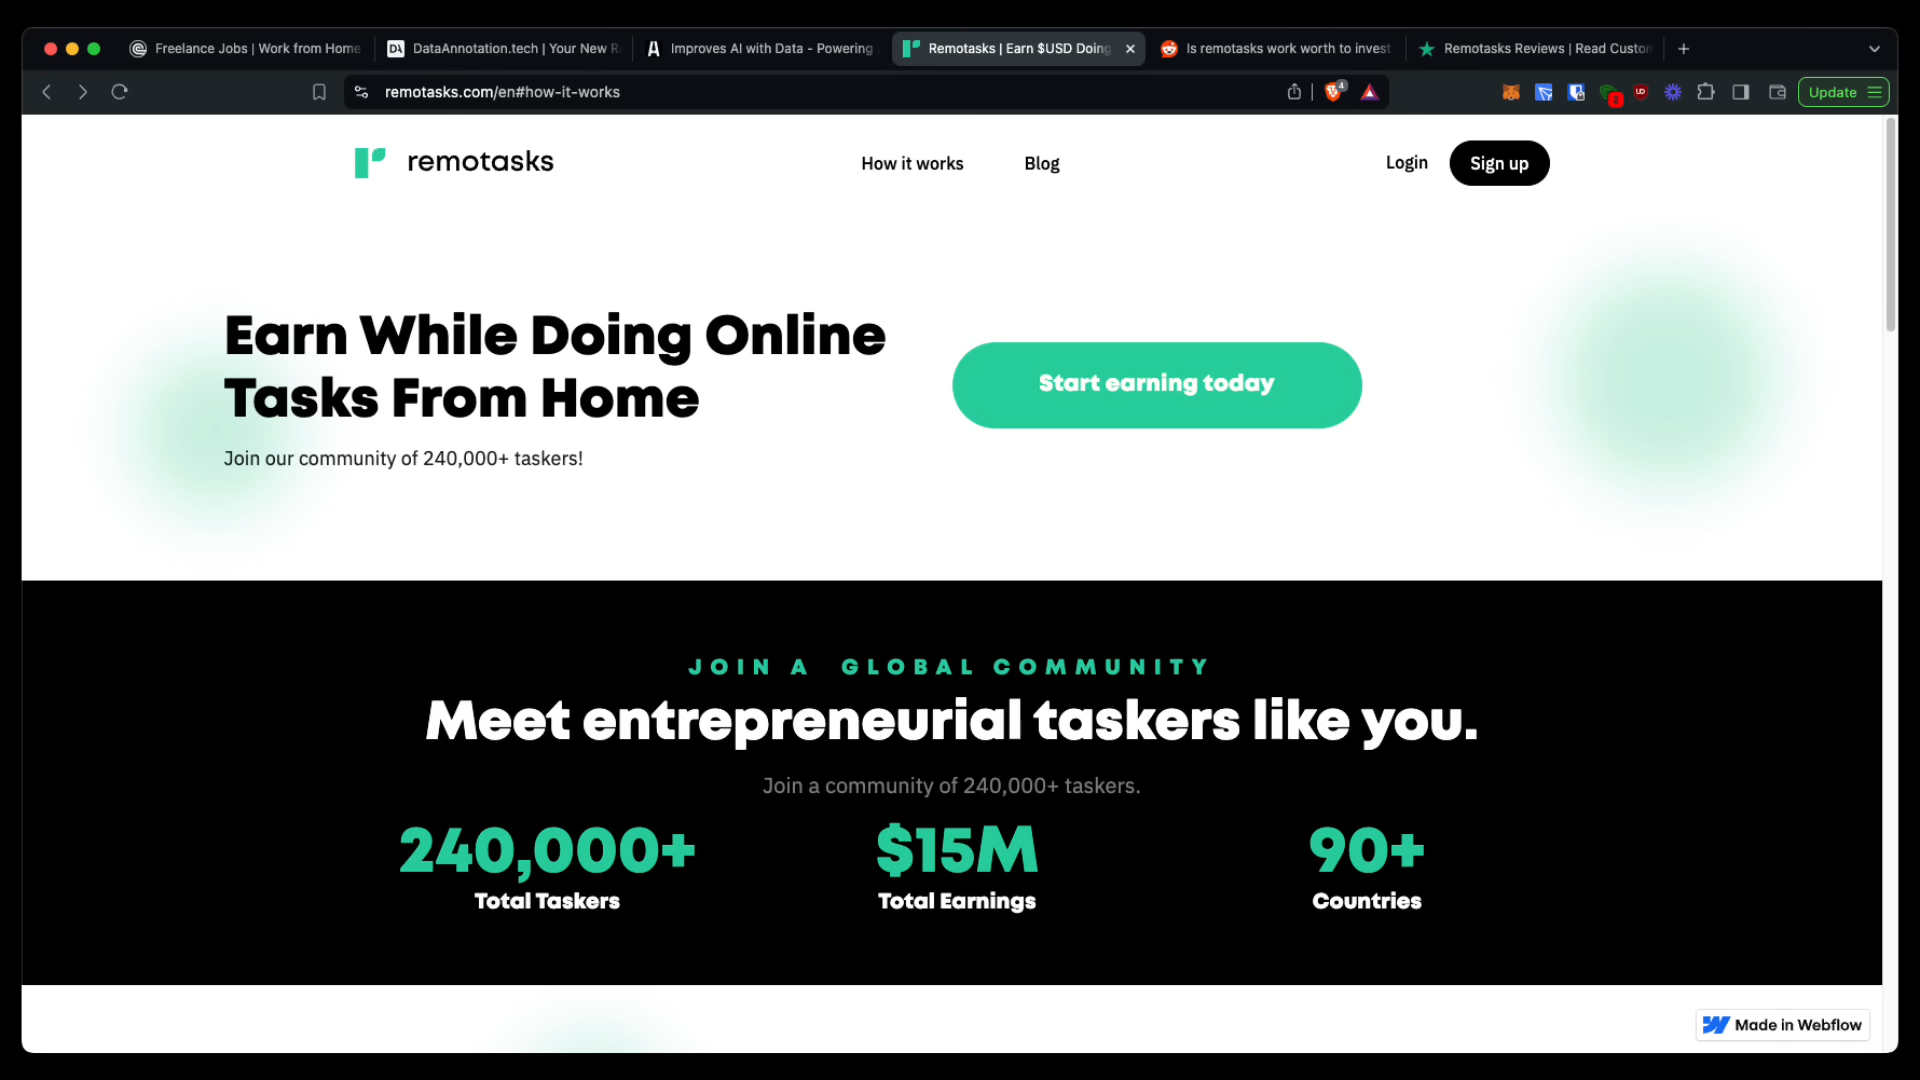 Freelance Jobs | Work from Home
DataAnnotation.tech | Your New R
Improves AI with Data - Powering
Remotasks | Earn $USD Doing
Is remotasks work worth to invest
Remotasks Reviews | Read Custon
remotasks.com/en#how-it-works
4
2
Update
remotasks
How it works
Blog
Login
Sign up
Earn While Doing Online
Tasks From Home
Join our community of 240,000+ taskers!
Start earning today
JOIN A GLOBAL COMMUNITY
Meet entrepreneurial taskers like you.
Join a community of 240,000+ taskers.
240,000+
Total Taskers
$15M
Total Earnings
90+
Countries
Made in Webflow